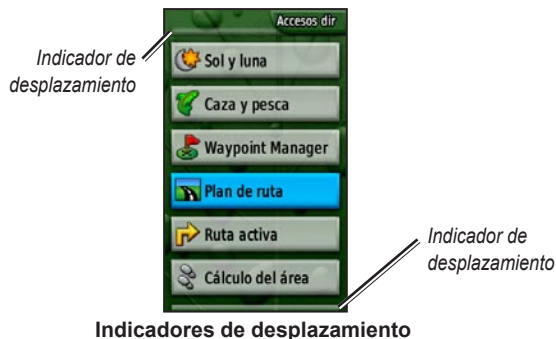 Accesos dir
Indicador de
desplazamiento
Sol y luna
Caza y pesca
Waypoint Manager
Plan de ruta
Ruta activa
Cálculo del área
Indicador de
desplazamiento
Indicadores de desplazamiento